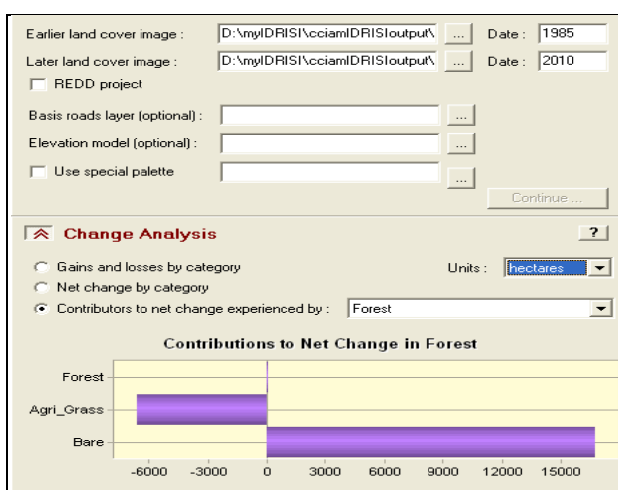 Earlier land cover image : D:\myIDRISI\cciamIDRISIoutput\ ... Date : 1985
Later land cover image : D:\myIDRISI\cciamIDRISIoutput\ ... Date : 2010
REDD project
Basis roads layer (optional) : ...
Elevation model (optional) : ...
Use special palette ...
Continue ...
Change Analysis ?
Gains and losses by category Units : hectares
Net change by category
Contributors to net change experienced by : Forest
Contributions to Net Change in Forest
Forest
Agri_Grass
Bare
-6000 -3000 0 3000 6000 9000 12000 15000